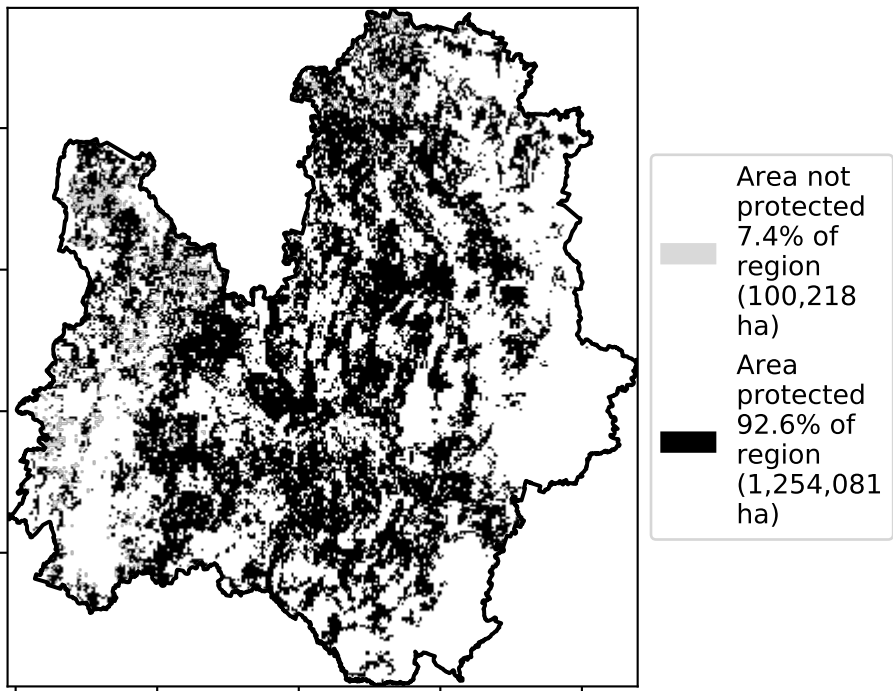 Area not
protected
7.4% of
region
(100,218
ha)
Area
protected
92.6% of
region
(1,254,081
ha)